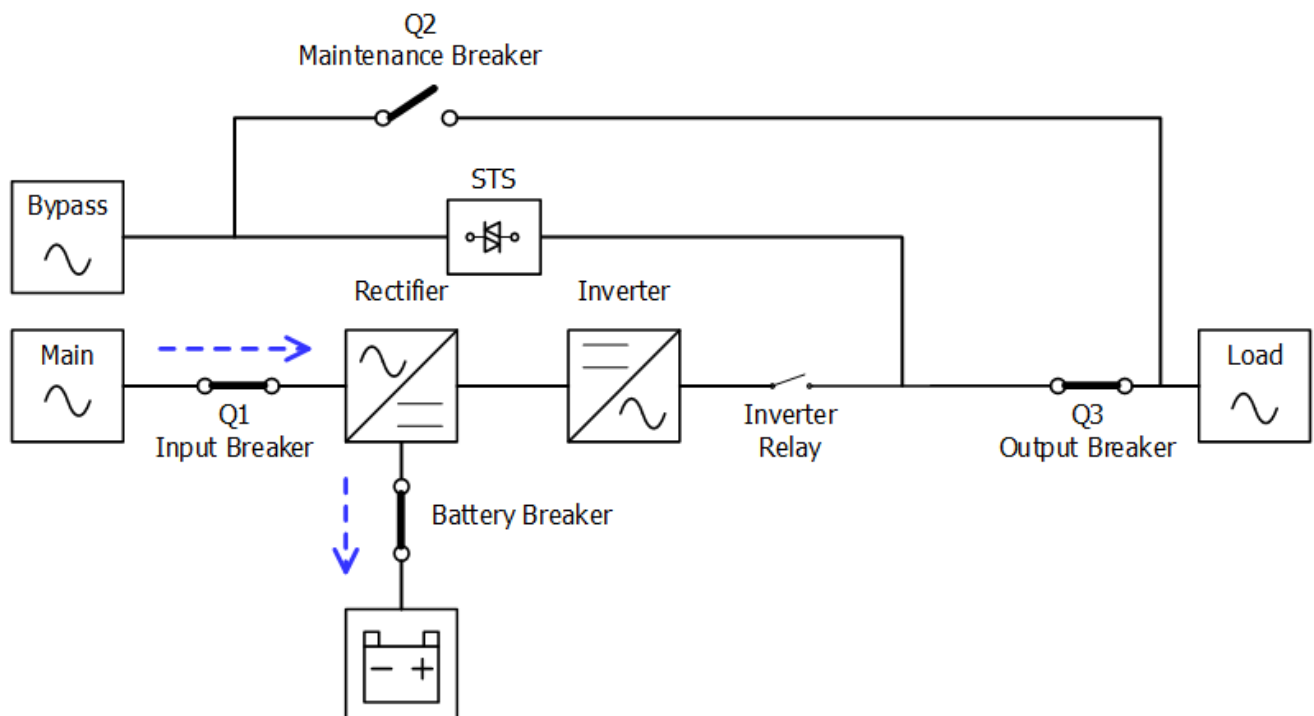 Q2
Maintenance Breaker
STS
Bypass
Rectifier
Inverter
Main
Load
Q1
Input Breaker
Inverter
Relay
Q3
Output Breaker
Battery Breaker